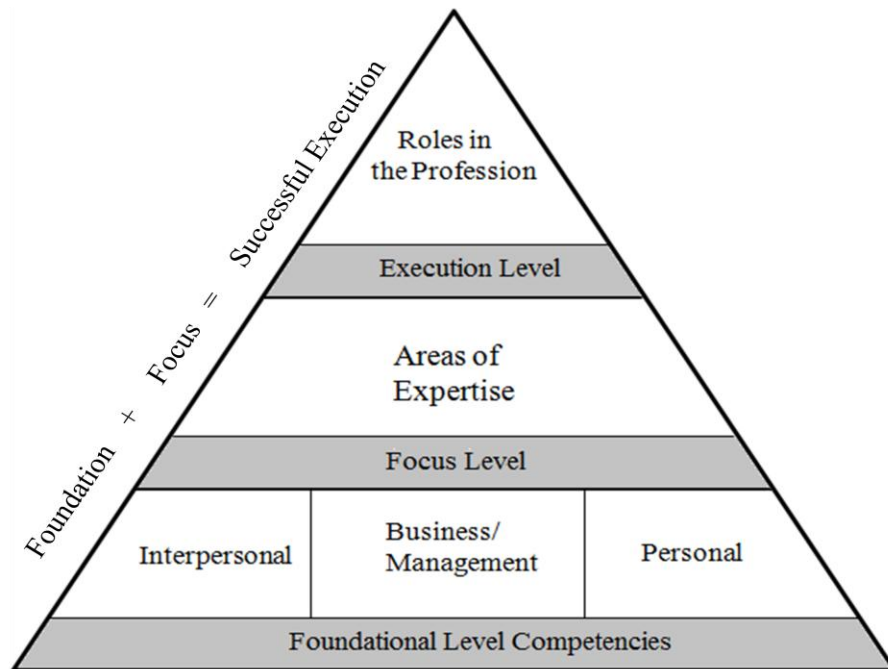 Foundation + Focus = Successful Execution
Roles in
the Profession
Execution Level
Areas of
Expertise
Focus Level
Interpersonal
Business/
Management
Personal
Foundational Level Competencies